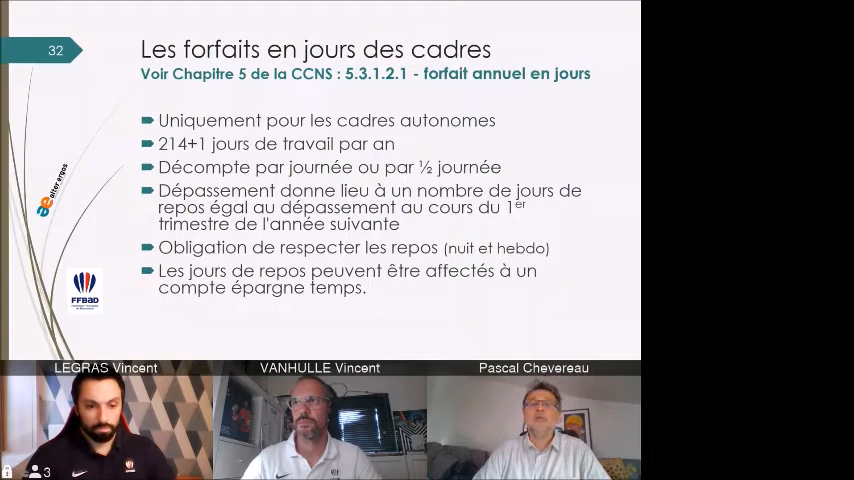 32
Les forfaits en jours des cadres
Voir Chapitre 5 de la CCNS : 5.3.1.2.1 - forfait annuel en jours
Uniquement pour les cadres autonomes
214+1 jours de travail par an
Décompte par journée ou par ½ journée
Dépassement donne lieu à un nombre de jours de
repos égal au dépassement au cours du 1er
trimestre de l'année suivante
Obligation de respecter les repos (nuit et hebdo)
Les jours de repos peuvent être affectés à un
compte épargne temps.
ae alter ergos
FFBaD
LEGRAS Vincent
VANHULLE Vincent
Pascal Chevereau
3